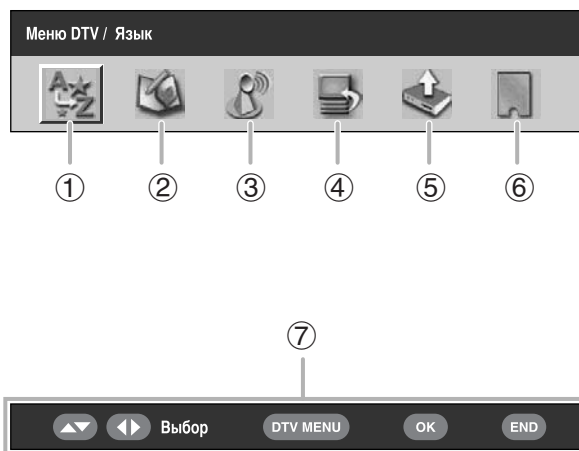 Меню DTV / Язык
A Z
① ② ③ ④ ⑤ ⑥
⑦
Выбор DTV MENU OK END